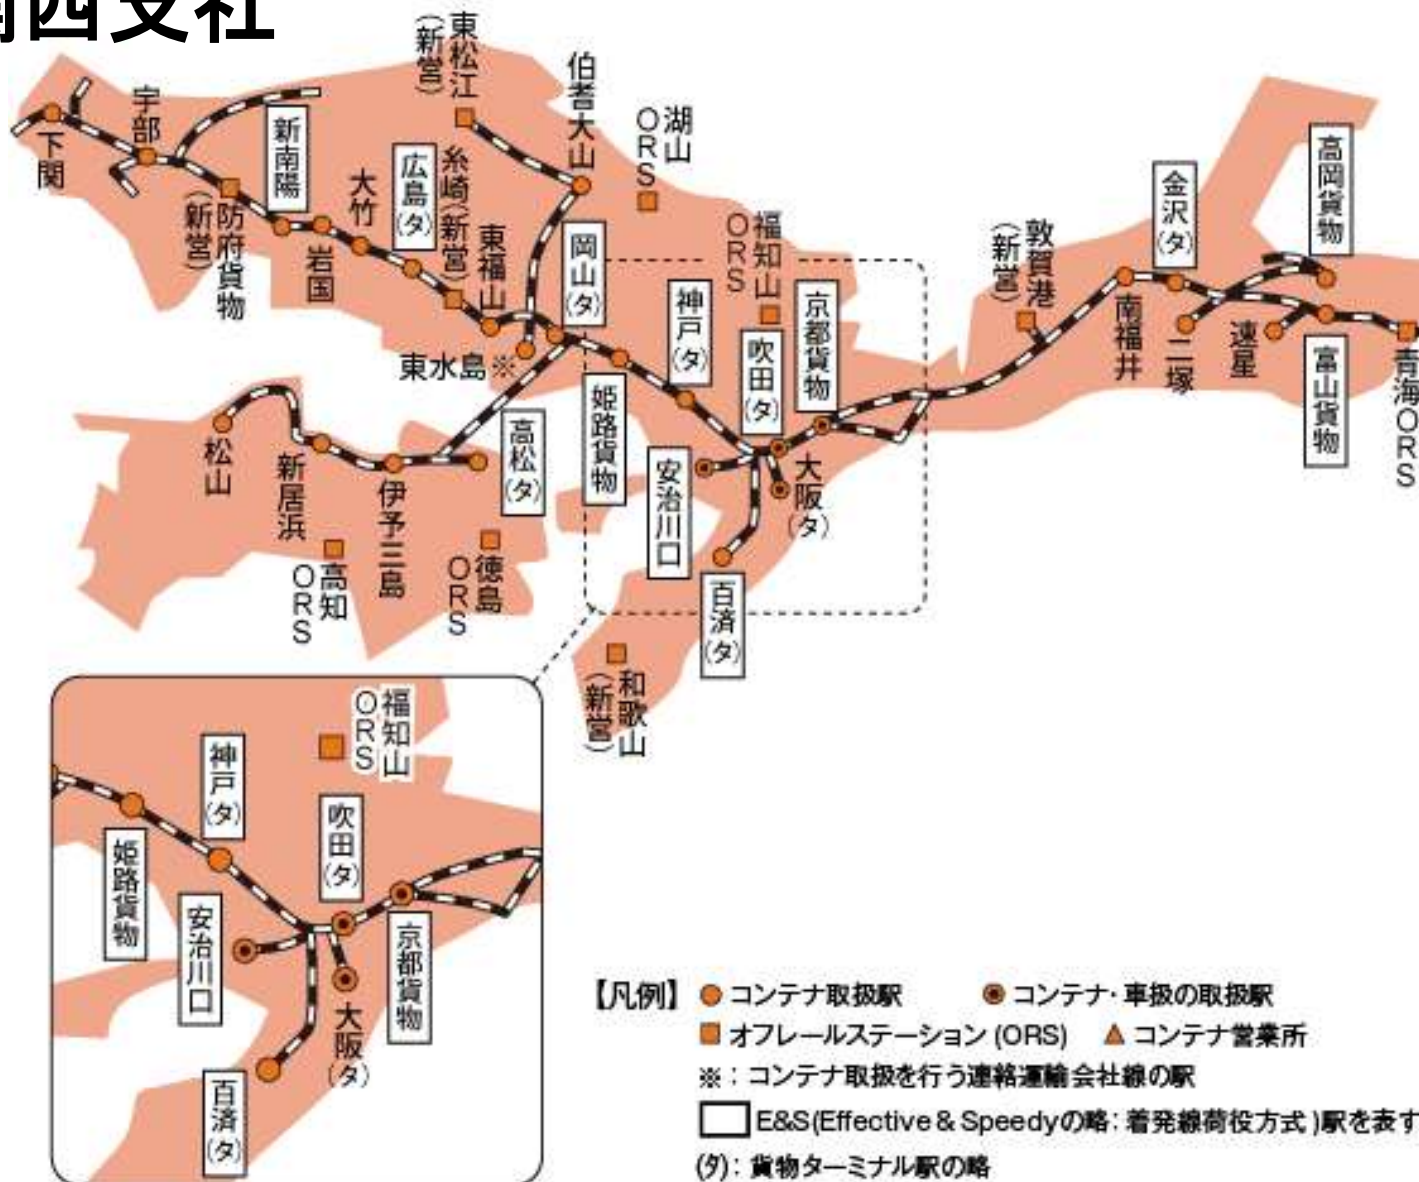 関西支社
東松江
(新営)
伯耆大山
湖山
ORS
宇部
下関
新南陽
大竹
広島
(タ)
糸崎(新営)
防府貨物
(新営)
岩国
東福山
岡山
(タ)
福知山
ORS
神戸
(タ)
京都貨物
吹田
(タ)
東水島※
姫路貨物
敦賀港
(新営)
金沢
(タ)
高岡貨物
南福井
二塚
速星
富山貨物
青海ORS
松山
新居浜
伊予三島
高松
(タ)
安治川口
大阪
(タ)
百済
(タ)
高知
ORS
徳島
ORS
和歌山
(新営)
福知山
ORS
神戸
(タ)
吹田
(タ)
姫路貨物
安治川口
京都貨物
大阪
(タ)
百済
(タ)
【凡例】 コンテナ取扱駅 コンテナ・車扱の取扱駅
オフレールステーション (ORS) コンテナ営業所
※：コンテナ取扱を行う連絡運輸会社線の駅
E&S(Effective & Speedyの略：着発線荷役方式 )駅を表す
(タ)：貨物ターミナル駅の略